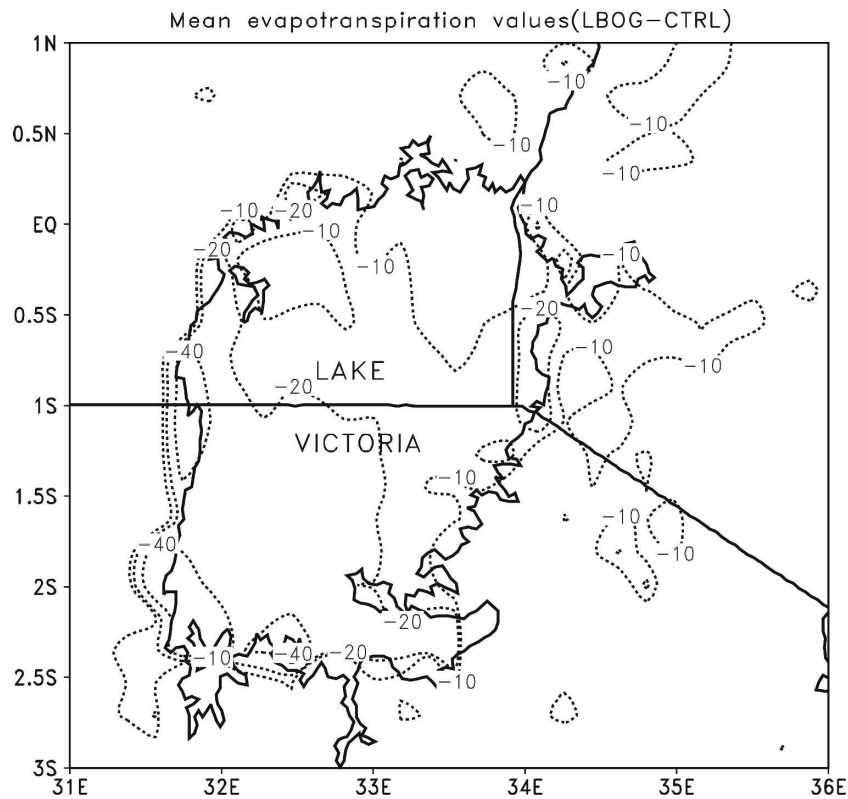 Mean evapotranspiration values(LBOG-CTRL)
1N
-10
-10
0.5N
-10
-10
-10 -20 -10
EQ -10
-20 -10 -10
0.5S -20
-40 -10
-10
LAKE
-20
1S
VICTORIA
-10
1.5S
-10
-40 -10
2S
-20
-10 -40 -20
2.5S -10
3S
31E 32E 33E 34E 35E 36E